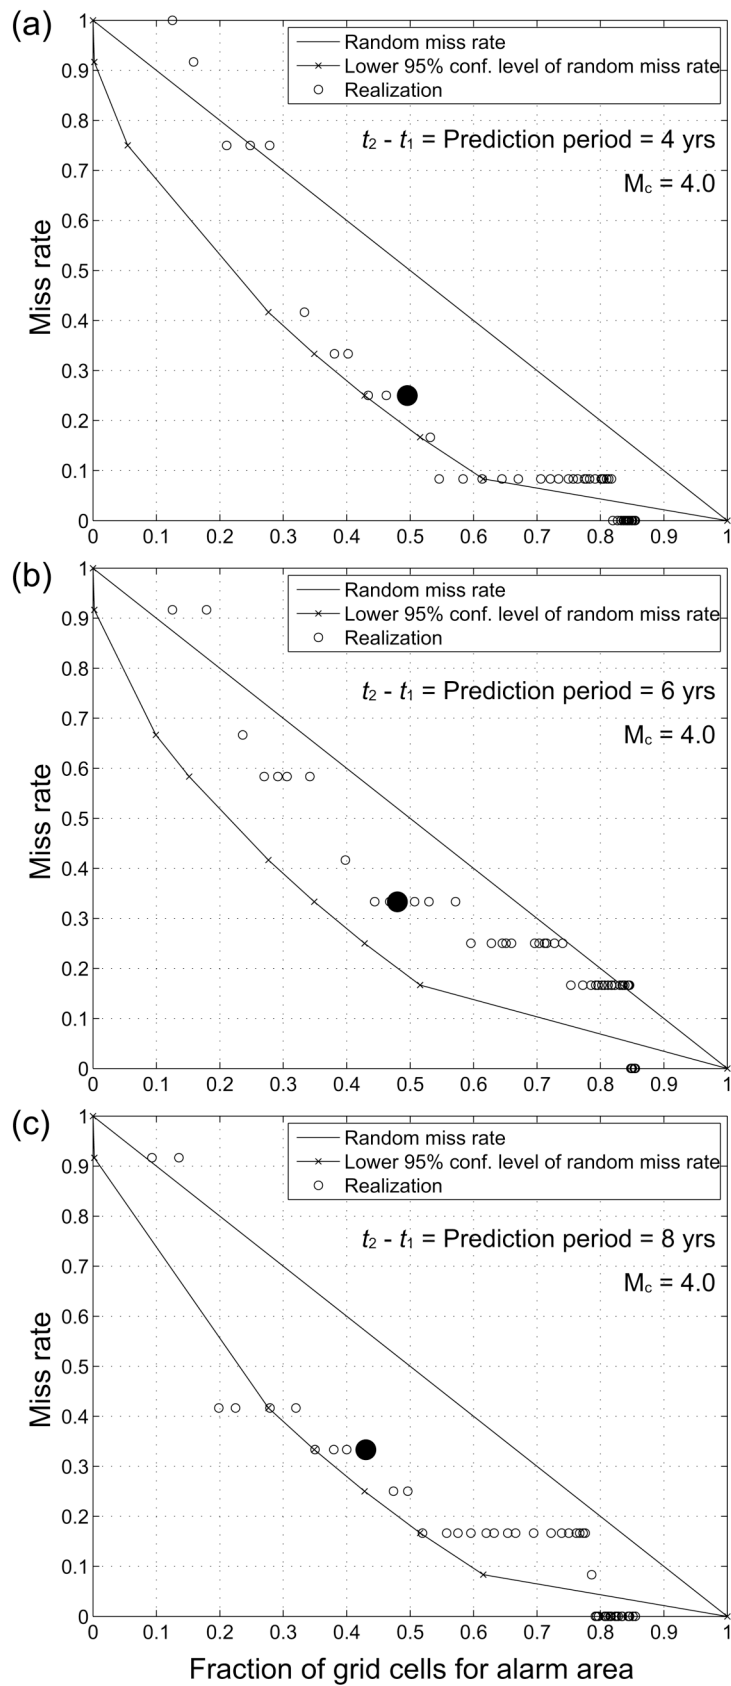 (a)
1
0.9
0.8
0.7
0.6
0.5
0.4
0.3
0.2
0.1
0
Miss rate
Random miss rate
Lower 95% conf. level of random miss rate
Realization
t2 - t1 = Prediction period = 4 yrs
Mc = 4.0
0 0.1 0.2 0.3 0.4 0.5 0.6 0.7 0.8 0.9 1
(b)
1
0.9
0.8
0.7
0.6
0.5
0.4
0.3
0.2
0.1
0
Miss rate
Random miss rate
Lower 95% conf. level of random miss rate
Realization
t2 - t1 = Prediction period = 6 yrs
Mc = 4.0
0 0.1 0.2 0.3 0.4 0.5 0.6 0.7 0.8 0.9 1
(c)
1
0.9
0.8
0.7
0.6
0.5
0.4
0.3
0.2
0.1
0
Miss rate
Random miss rate
Lower 95% conf. level of random miss rate
Realization
t2 - t1 = Prediction period = 8 yrs
Mc = 4.0
0 0.1 0.2 0.3 0.4 0.5 0.6 0.7 0.8 0.9 1
Fraction of grid cells for alarm area